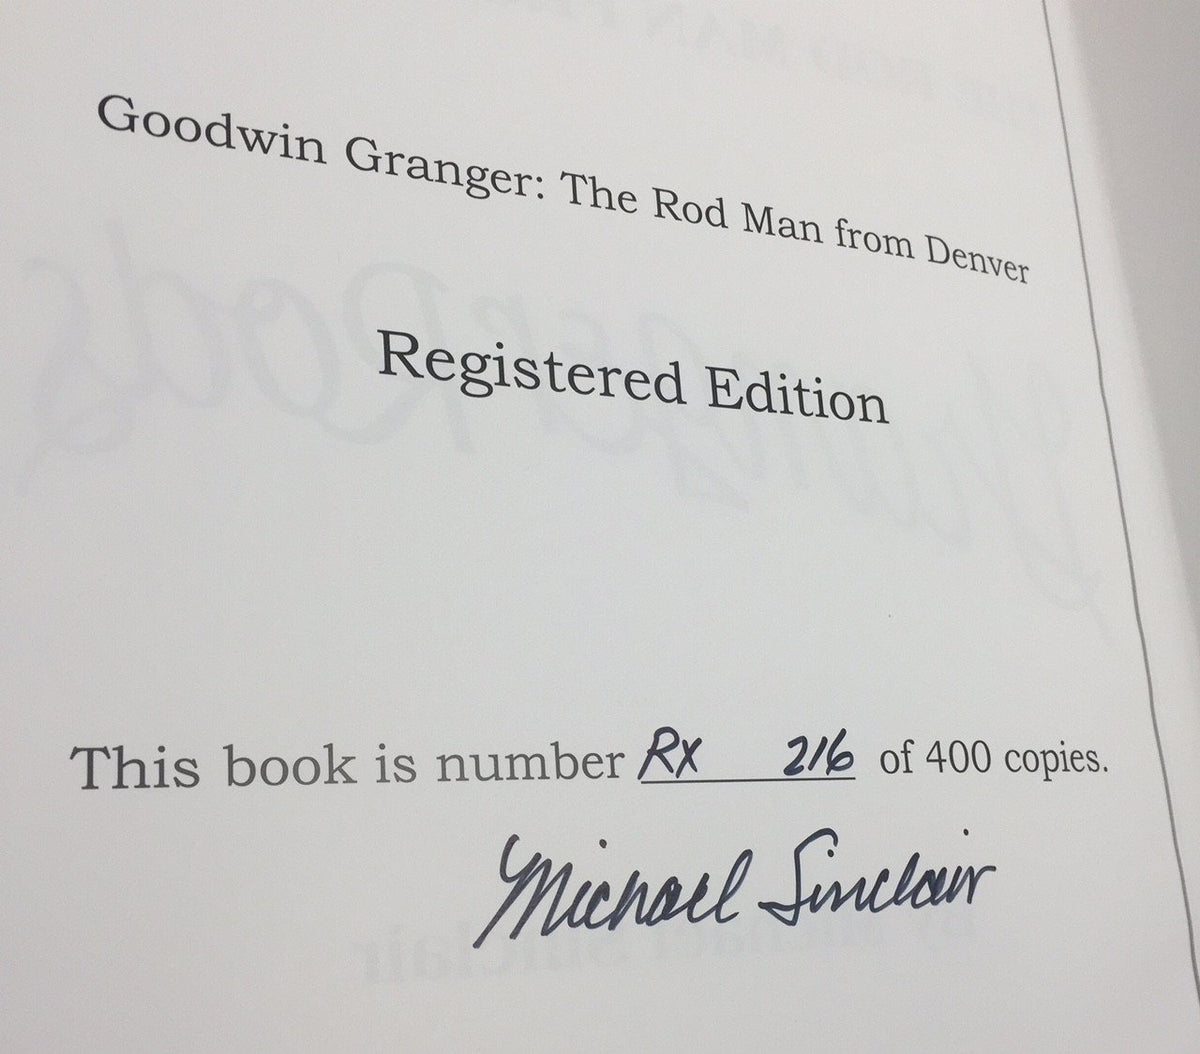 Goodwin Granger: The Rod Man from Denver
Registered Edition
This book is number RX 216 of 400 copies.
Michael Sinclair